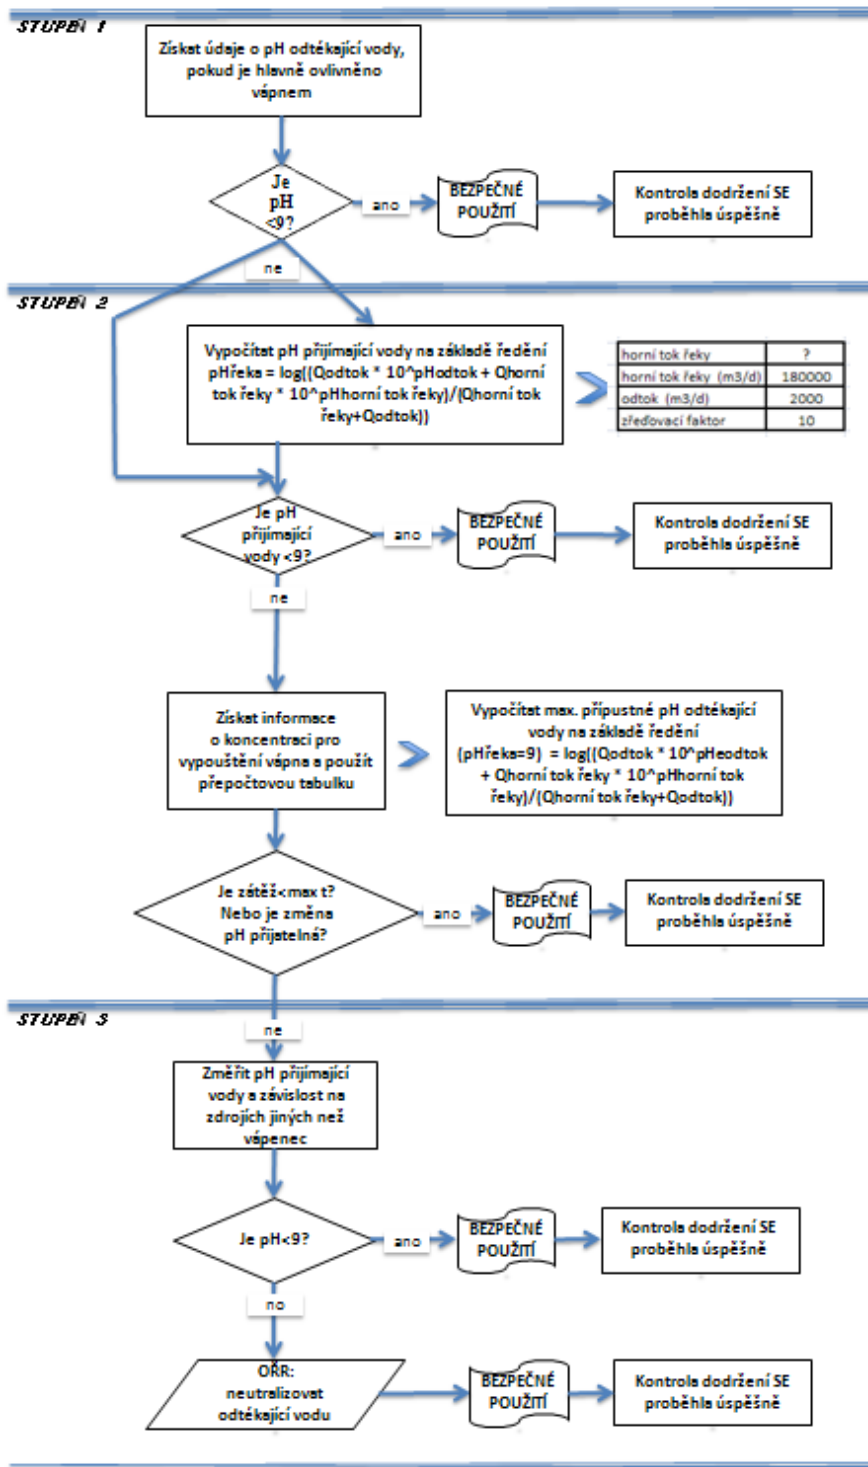 STUPEŇ 1
Získat údaje o pH odtékající vody,
pokud je hlavně ovlivněno
vápnem
Je
pH
<9?
ano
BEZPEČNÉ
POUŽITÍ
Kontrola dodržení SE
proběhla úspěšně
ne
STUPEŇ 2
Vypočítat pH přijímající vody na základě ředění
pHřeka = log((Qodtok * 10^pHodtok + Qhorní
tok řeky * 10^pHhorní tok řeky)/(Qhorní tok
řeky+Qodtok))
horní tok řeky ?
horní tok řeky (m3/d) 180000
odtok (m3/d) 2000
zřeďovací faktor 10
Je pH
přijímající
vody <9?
ano
BEZPEČNÉ
POUŽITÍ
Kontrola dodržení SE
proběhla úspěšně
ne
Získat informace
o koncentraci pro
vypouštění vápna a použít
přepočtovou tabulku
Vypočítat max. přípustné pH odtékající
vody na základě ředění
(pHřeka=9) = log((Qodtok * 10^pHeodtok
+ Qhorní tok řeky * 10^pHhorní tok
řeky)/(Qhorní tok řeky+Qodtok))
Je zátěž<max t?
Nebo je změna
pH přijatelná?
ano
BEZPEČNÉ
POUŽITÍ
Kontrola dodržení SE
proběhla úspěšně
STUPEŇ 3
ne
Změřit pH přijímající
vody a závislost na
zdrojích jiných než
vápenec
Je pH<9?
ano
BEZPEČNÉ
POUŽITÍ
Kontrola dodržení SE
proběhla úspěšně
no
OŘR:
neutralizovat
odtékající vodu
BEZPEČNÉ
POUŽITÍ
Kontrola dodržení SE
proběhla úspěšně